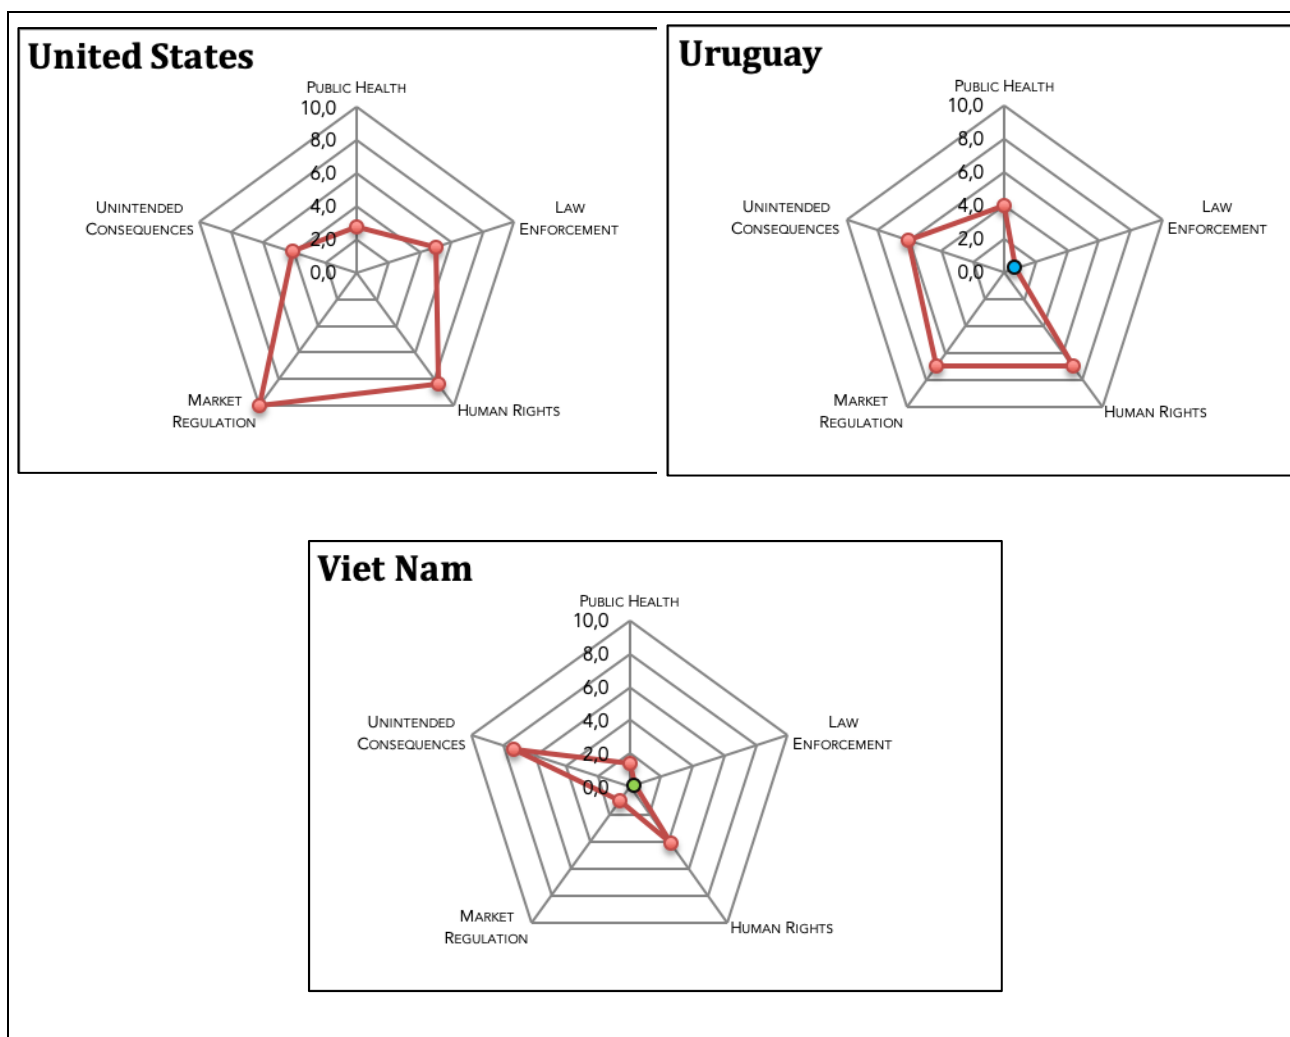 United States
PUBLIC HEALTH
10,0
8,0
6,0
4,0
2,0
0,0
UNINTENDED
CONSEQUENCES
LAW
ENFORCEMENT
MARKET
REGULATION
HUMAN RIGHTS
Uruguay
PUBLIC HEALTH
10,0
8,0
6,0
4,0
2,0
0,0
UNINTENDED
CONSEQUENCES
LAW
ENFORCEMENT
MARKET
REGULATION
HUMAN RIGHTS
Viet Nam
PUBLIC HEALTH
10,0
8,0
6,0
4,0
2,0
0,0
UNINTENDED
CONSEQUENCES
LAW
ENFORCEMENT
MARKET
REGULATION
HUMAN RIGHTS